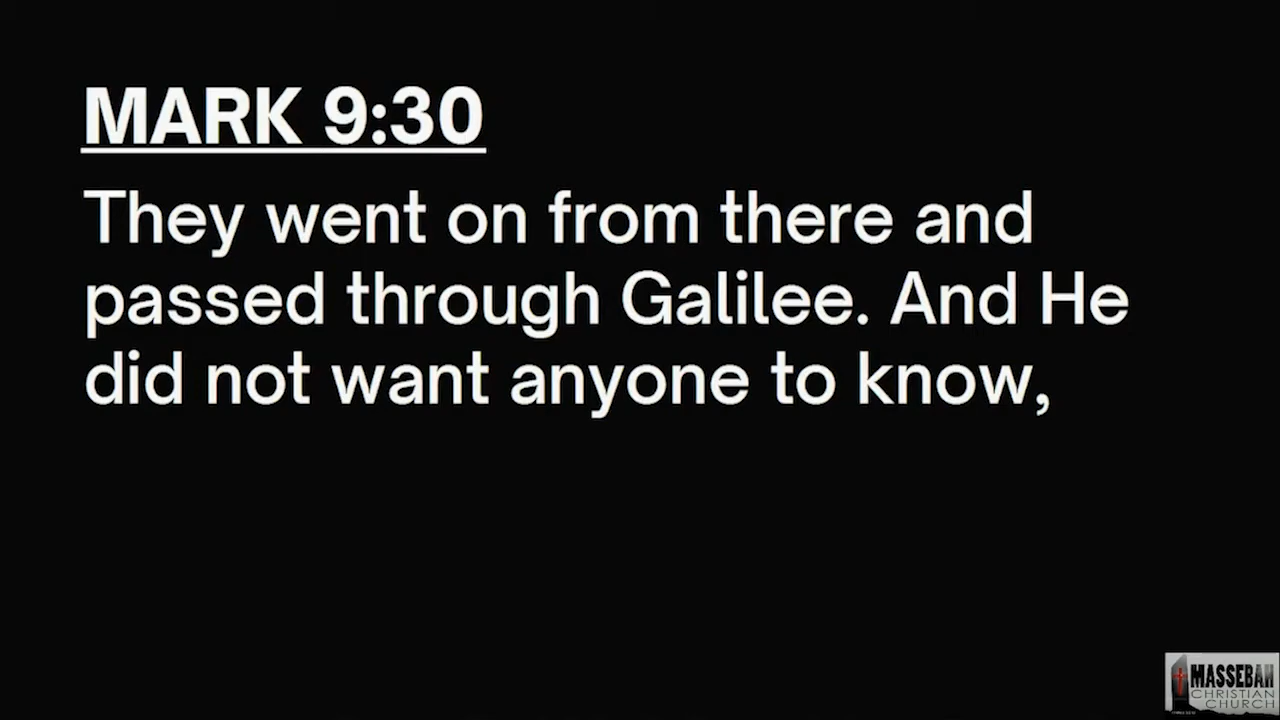 MARK 9:30
They went on from there and
passed through Galilee. And He
did not want anyone to know,
MASSEBAH
CHRISTIAN
CHURCH